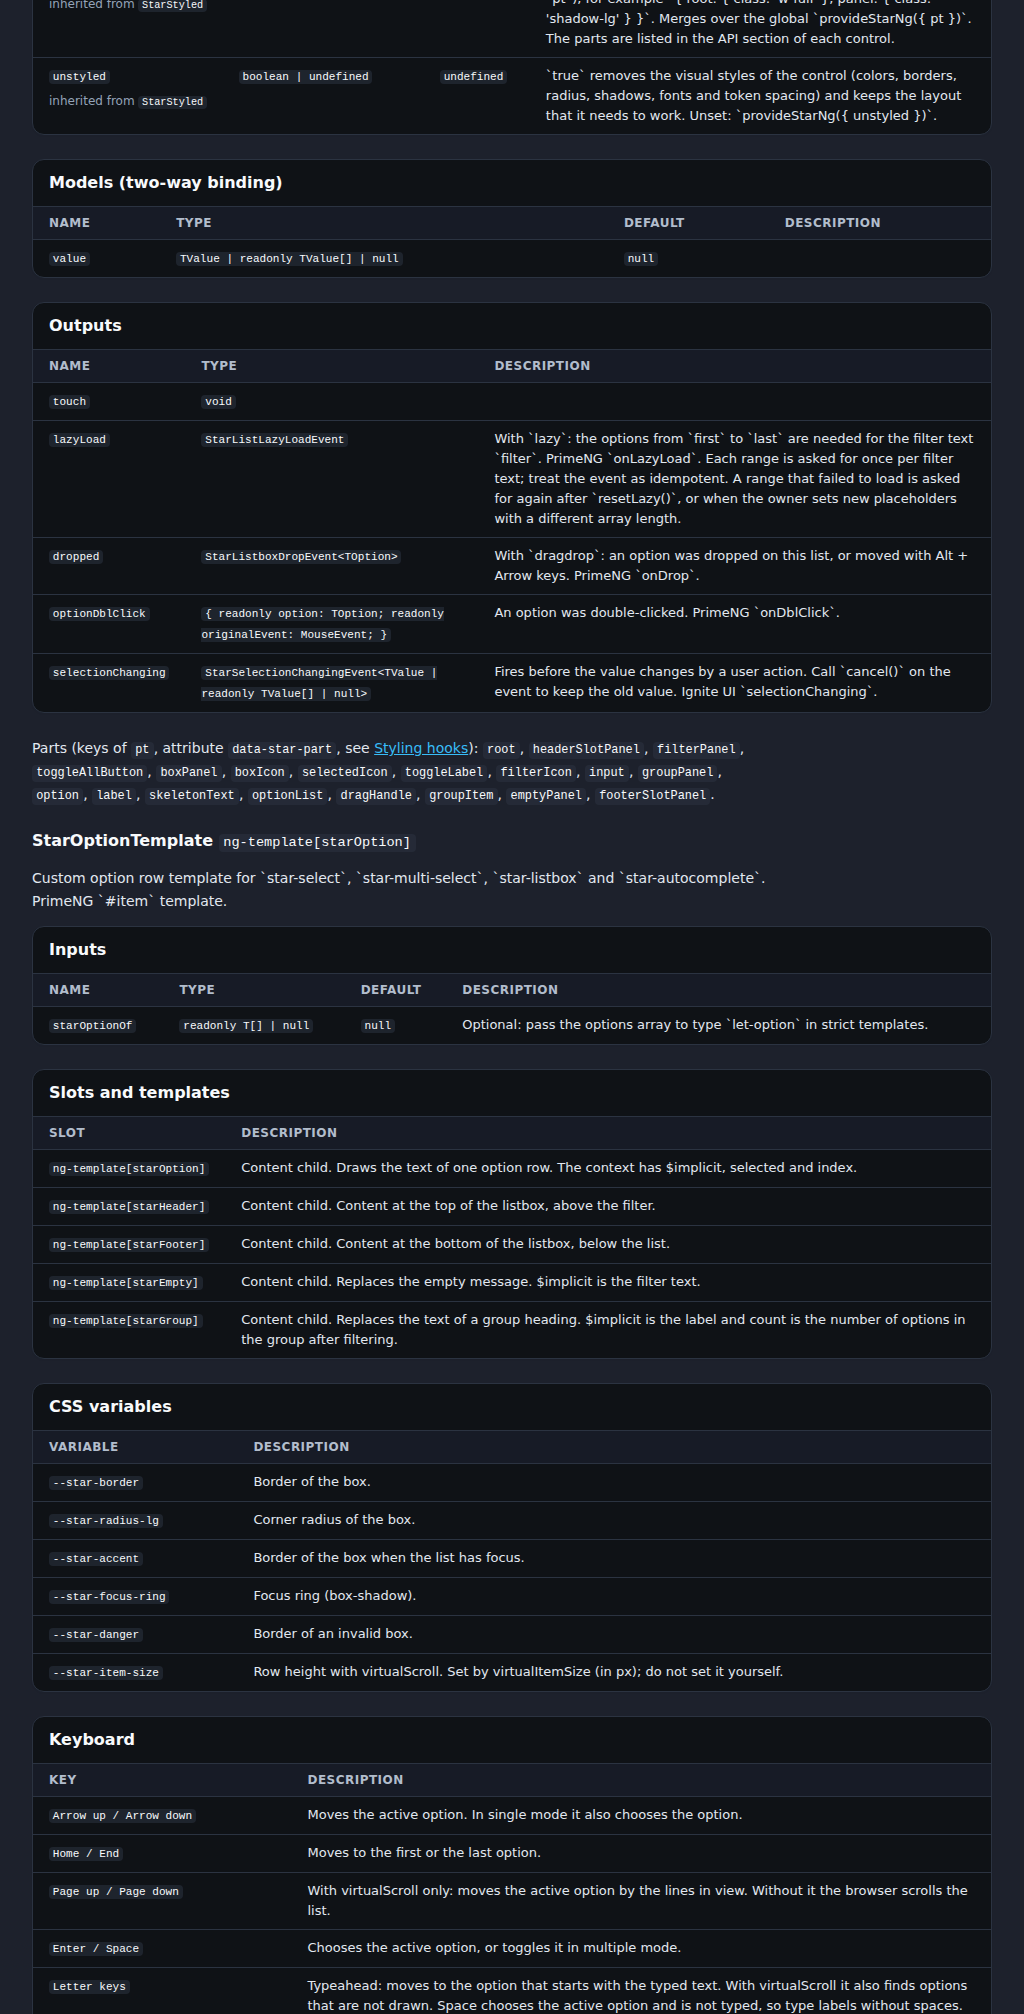 inherited from StarStyled
`pt`), for example `{ root: { class: 'w-full' }, panel: { class:
'shadow-lg' } }`. Merges over the global `provideStarNg({ pt })`.
The parts are listed in the API section of each control.
unstyled boolean | undefined undefined `true` removes the visual styles of the control (colors, borders,
inherited from StarStyled radius, shadows, fonts and token spacing) and keeps the layout
that it needs to work. Unset: `provideStarNg({ unstyled })`.
Models (two-way binding)
NAME TYPE DEFAULT DESCRIPTION
value TValue | readonly TValue[] | null null
Outputs
NAME TYPE DESCRIPTION
touch void
lazyLoad StarListLazyLoadEvent With `lazy`: the options from `first` to `last` are needed for the filter text
`filter`. PrimeNG `onLazyLoad`. Each range is asked for once per filter
text; treat the event as idempotent. A range that failed to load is asked
for again after `resetLazy()`, or when the owner sets new placeholders
with a different array length.
dropped StarListboxDropEvent<TOption> With `dragdrop`: an option was dropped on this list, or moved with Alt +
Arrow keys. PrimeNG `onDrop`.
optionDblClick { readonly option: TOption; readonly An option was double-clicked. PrimeNG `onDblClick`.
originalEvent: MouseEvent; }
selectionChanging StarSelectionChangingEvent<TValue | Fires before the value changes by a user action. Call `cancel()` on the
readonly TValue[] | null> event to keep the old value. Ignite UI `selectionChanging`.
Parts (keys of pt, attribute data-star-part, see Styling hooks): root, headerSlotPanel, filterPanel,
toggleAllButton, boxPanel, boxIcon, selectedIcon, toggleLabel, filterIcon, input, groupPanel,
option, label, skeletonText, optionList, dragHandle, groupItem, emptyPanel, footerSlotPanel.
StarOptionTemplate ng-template[starOption]
Custom option row template for `star-select`, `star-multi-select`, `star-listbox` and `star-autocomplete`.
PrimeNG `#item` template.
Inputs
NAME TYPE DEFAULT DESCRIPTION
starOptionOf readonly T[] | null null Optional: pass the options array to type `let-option` in strict templates.
Slots and templates
SLOT DESCRIPTION
ng-template[starOption] Content child. Draws the text of one option row. The context has $implicit, selected and index.
ng-template[starHeader] Content child. Content at the top of the listbox, above the filter.
ng-template[starFooter] Content child. Content at the bottom of the listbox, below the list.
ng-template[starEmpty] Content child. Replaces the empty message. $implicit is the filter text.
ng-template[starGroup] Content child. Replaces the text of a group heading. $implicit is the label and count is the number of options in
the group after filtering.
CSS variables
VARIABLE DESCRIPTION
--star-border Border of the box.
--star-radius-lg Corner radius of the box.
--star-accent Border of the box when the list has focus.
--star-focus-ring Focus ring (box-shadow).
--star-danger Border of an invalid box.
--star-item-size Row height with virtualScroll. Set by virtualItemSize (in px); do not set it yourself.
Keyboard
KEY DESCRIPTION
Arrow up / Arrow down Moves the active option. In single mode it also chooses the option.
Home / End Moves to the first or the last option.
Page up / Page down With virtualScroll only: moves the active option by the lines in view. Without it the browser scrolls the
list.
Enter / Space Chooses the active option, or toggles it in multiple mode.
Letter keys Typeahead: moves to the option that starts with the typed text. With virtualScroll it also finds options
that are not drawn. Space chooses the active option and is not typed, so type labels without spaces.